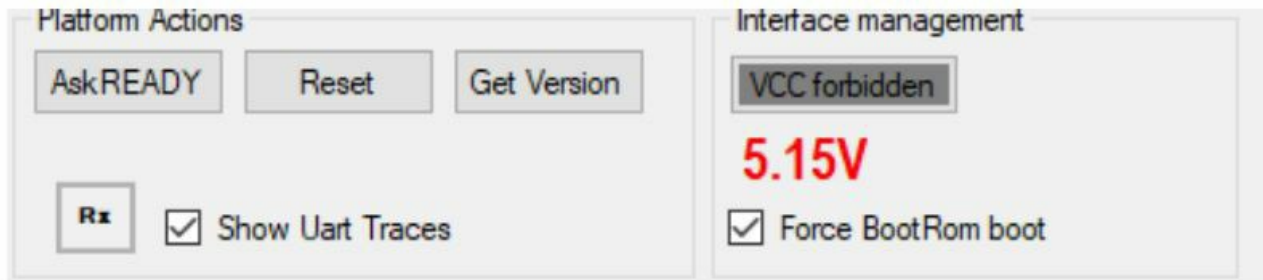 Platform Actions
AskREADY Reset Get Version
Rx Show Uart Traces
Interface management
VCC forbidden
5.15V
Force BootRom boot